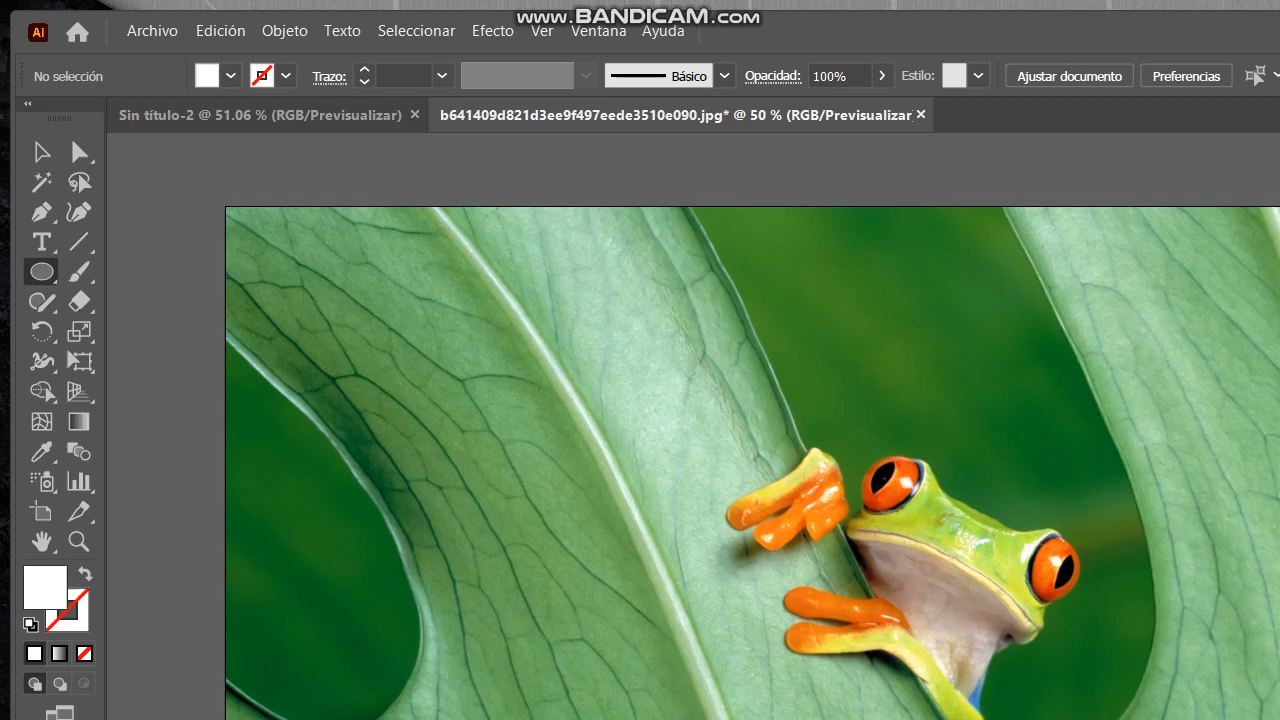 www.BANDICAM.com
Ai Archivo Edición Objeto Texto Seleccionar Efecto Ver Ventana Ayuda
No selección Trazo: Básico Opacidad: 100% Estilo: Ajustar documento Preferencias
Sin título-2 @ 51.06 % (RGB/Previsualizar) × b641409d821d3ee9f497eede3510e090.jpg* @ 50 % (RGB/Previsualizar ×